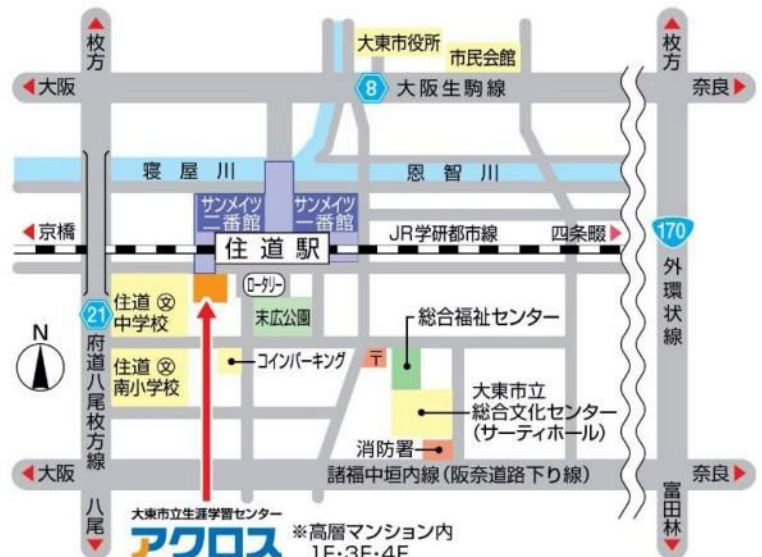 枚方
枚方
大東市役所
市民会館
大阪
8
大阪生駒線
奈良
寝屋川
恩智川
サンメイツ
二番館
サンメイツ
一番館
京橋
住道駅
JR学研都市線
四条畷
170
外環状線
ロータリー
住道 文
中学校
末広公園
21
府道八尾枚方線
N
総合福祉センター
コインパーキング
〒
住道 文
南小学校
大東市立
総合文化センター
(サーティホール)
消防署
大阪
諸福中垣内線(阪奈道路下り線)
奈良
八尾
富田林
大東市立生涯学習センター
アクロス
※高層マンション内
1F・3F・4F